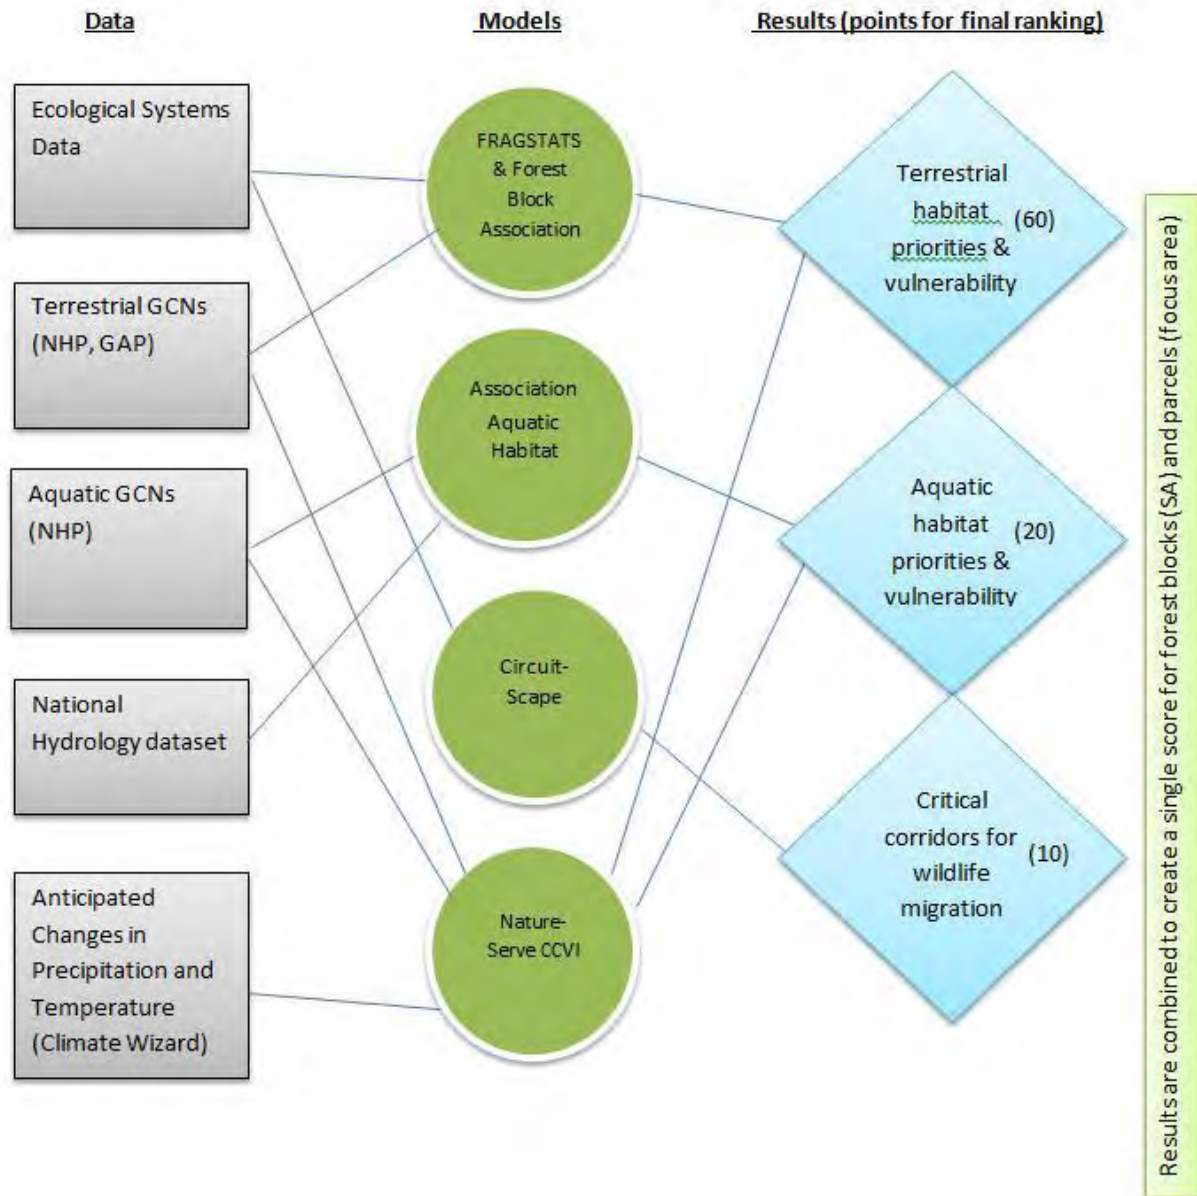 Data
Models
Results (points for final ranking)
Ecological Systems
Data
Terrestrial GCNs
(NHP, GAP)
Aquatic GCNs
(NHP)
National
Hydrology dataset
Anticipated
Changes in
Precipitation and
Temperature
(Climate Wizard)
FRAGSTATS
& Forest
Block
Association
Association
Aquatic
Habitat
Circuit-
Scape
Nature-
Serve CCVI
Terrestrial
habitat
priorities &
vulnerability
(60)
Aquatic
habitat
priorities &
vulnerability
(20)
Critical
corridors for
wildlife
migration
(10)
Results are combined to create a single score for forest blocks (SA) and parcels (focus area)